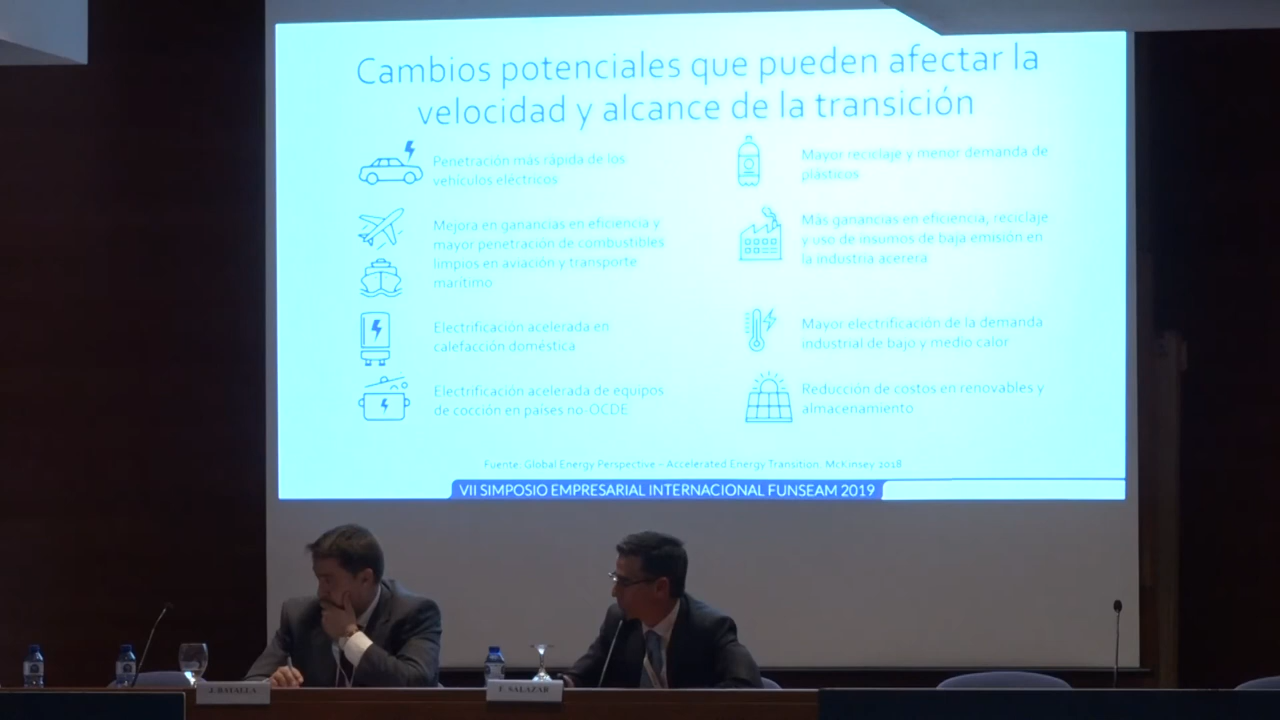 Cambios potenciales que pueden afectar la
velocidad y alcance de la transición
Penetración más rápida de los
vehículos eléctricos
Mejora en ganancias en eficiencia y
mayor penetración de combustibles
limpios en aviación y transporte
marítimo
Electrificación acelerada en
calefacción doméstica
Electrificación acelerada de equipos
de cocción en países no-OCDE
Mayor reciclaje y menor demanda de
plásticos
Más ganancias en eficiencia, reciclaje
y uso de insumos de baja emisión en
la industria acerera
Mayor electrificación de la demanda
industrial de bajo y medio calor
Reducción de costos en renovables y
almacenamiento
Fuente: Global Energy Perspective – Accelerated Energy Transition, McKinsey 2018
VII SIMPOSIO EMPRESARIAL INTERNACIONAL FUNSEAM 2019
J. BATALLA
F. SALAZAR